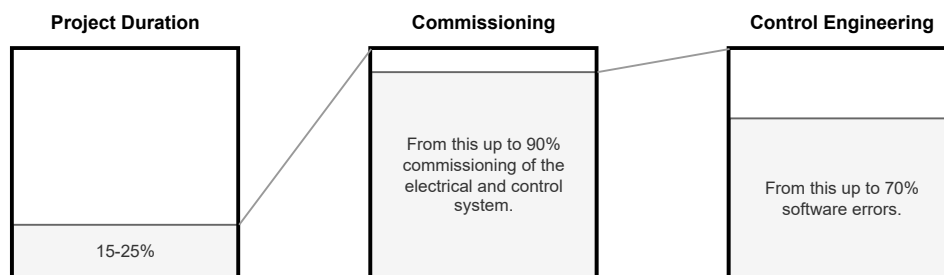 Project Duration
Commissioning
Control Engineering
15-25%
From this up to 90%
commissioning of the
electrical and control
system.
From this up to 70%
software errors.